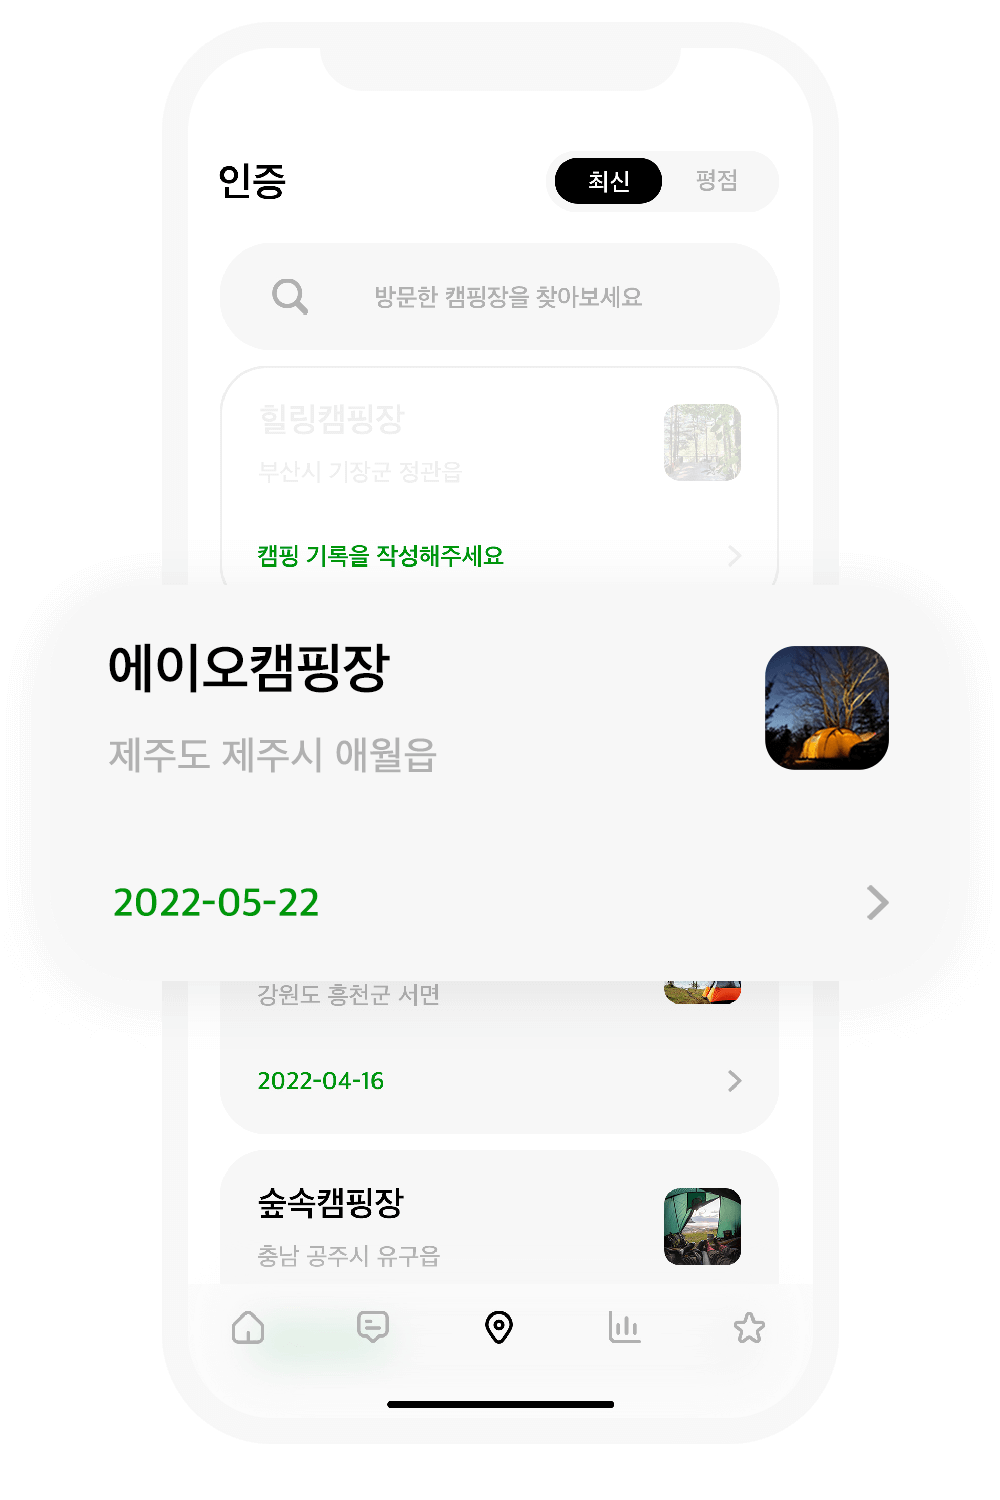 인증
최신
평점
방문한 캠핑장을 찾아보세요
힐링캠핑장
부산시 기장군 정관읍
캠핑 기록을 작성해주세요
에이오캠핑장
제주도 제주시 애월읍
2022-05-22
강원도 홍천군 서면
2022-04-16
숲속캠핑장
충남 공주시 유구읍